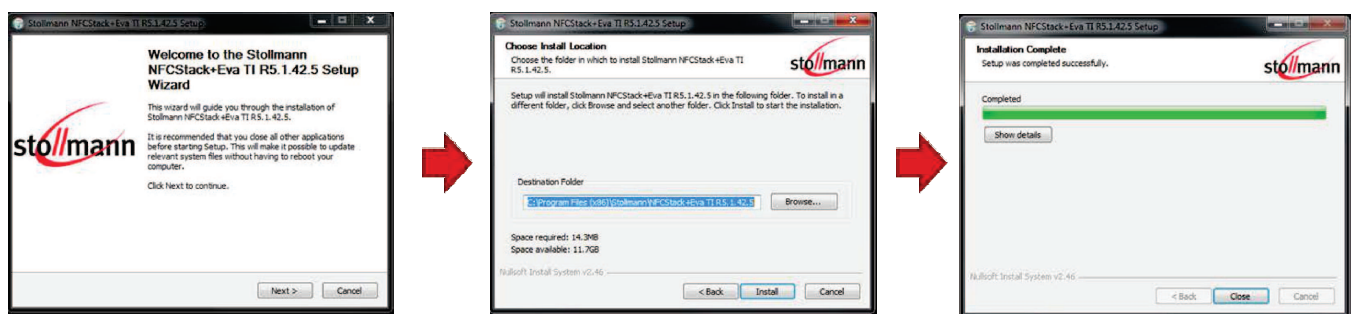 Stollmann NFCStack+Eva TI R5.1.42.5 Setup
Welcome to the Stollmann
NFCStack+Eva TI R5.1.42.5 Setup
Wizard
This wizard will guide you through the installation of
Stollmann NFCStack+Eva TI R5.1.42.5.
It is recommended that you close all other applications
before starting Setup. This will make it possible to update
relevant system files without having to reboot your
computer.
Click Next to continue.
stollmann
Next >
Cancel
Stollmann NFCStack+Eva TI R5.1.42.5 Setup
Choose Install Location
Choose the folder in which to install Stollmann NFCStack+Eva TI
R5.1.42.5.
stollmann
Setup will install Stollmann NFCStack+Eva TI R5.1.42.5 in the following folder. To install in a
different folder, click Browse and select another folder. Click Install to start the installation.
Destination Folder
C:\Program Files (x86)\Stollmann\NFCStack+Eva TI R5.1.42.5
Browse...
Space required: 14.3MB
Space available: 11.7GB
Nullsoft Install System v2.46
< Back
Install
Cancel
Stollmann NFCStack+Eva TI R5.1.42.5 Setup
Installation Complete
Setup was completed successfully.
stollmann
Completed
Show details
Nullsoft Install System v2.46
< Back
Close
Cancel